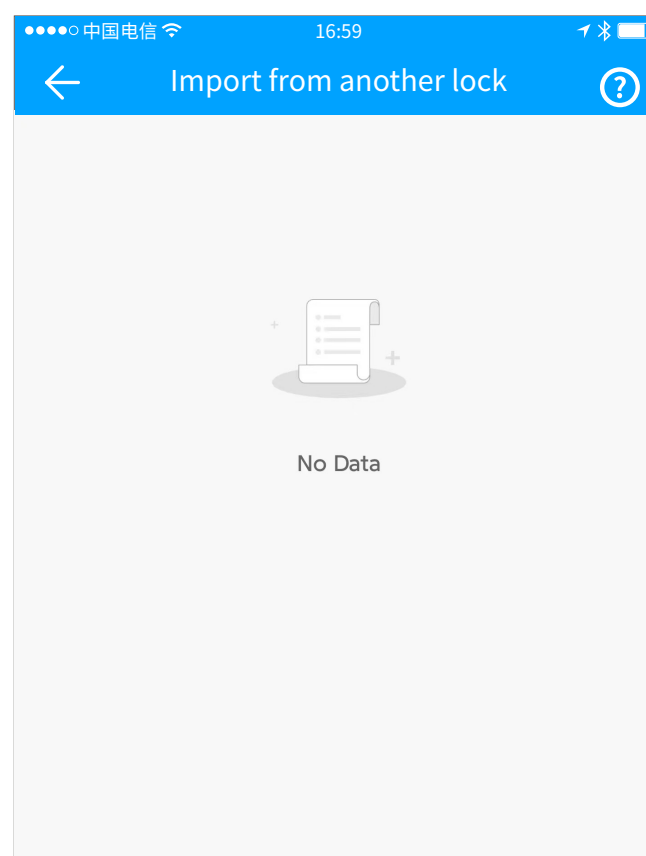 中国电信 16:59
Import from another lock ?
No Data